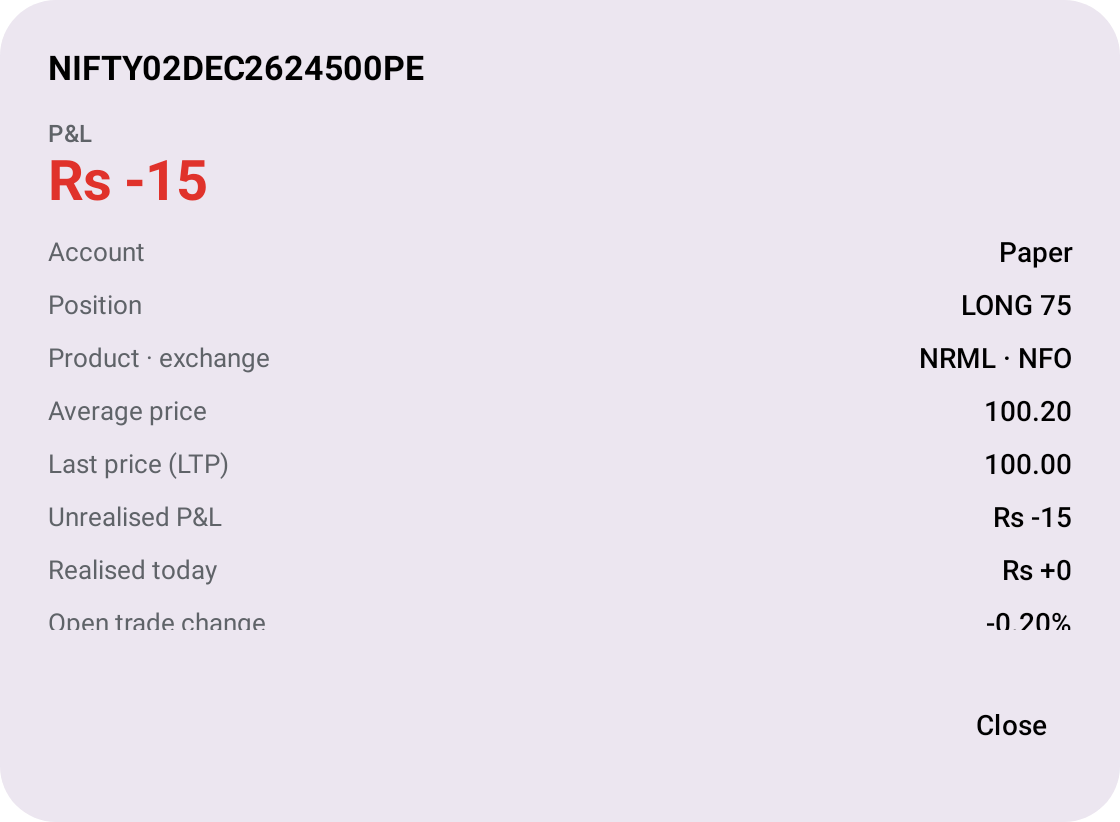 NIFTY02DEC2624500PE
P&L
Rs -15
Account Paper
Position LONG 75
Product · exchange NRML · NFO
Average price 100.20
Last price (LTP) 100.00
Unrealised P&L Rs -15
Realised today Rs +0
Open trade change -0.20%
Close